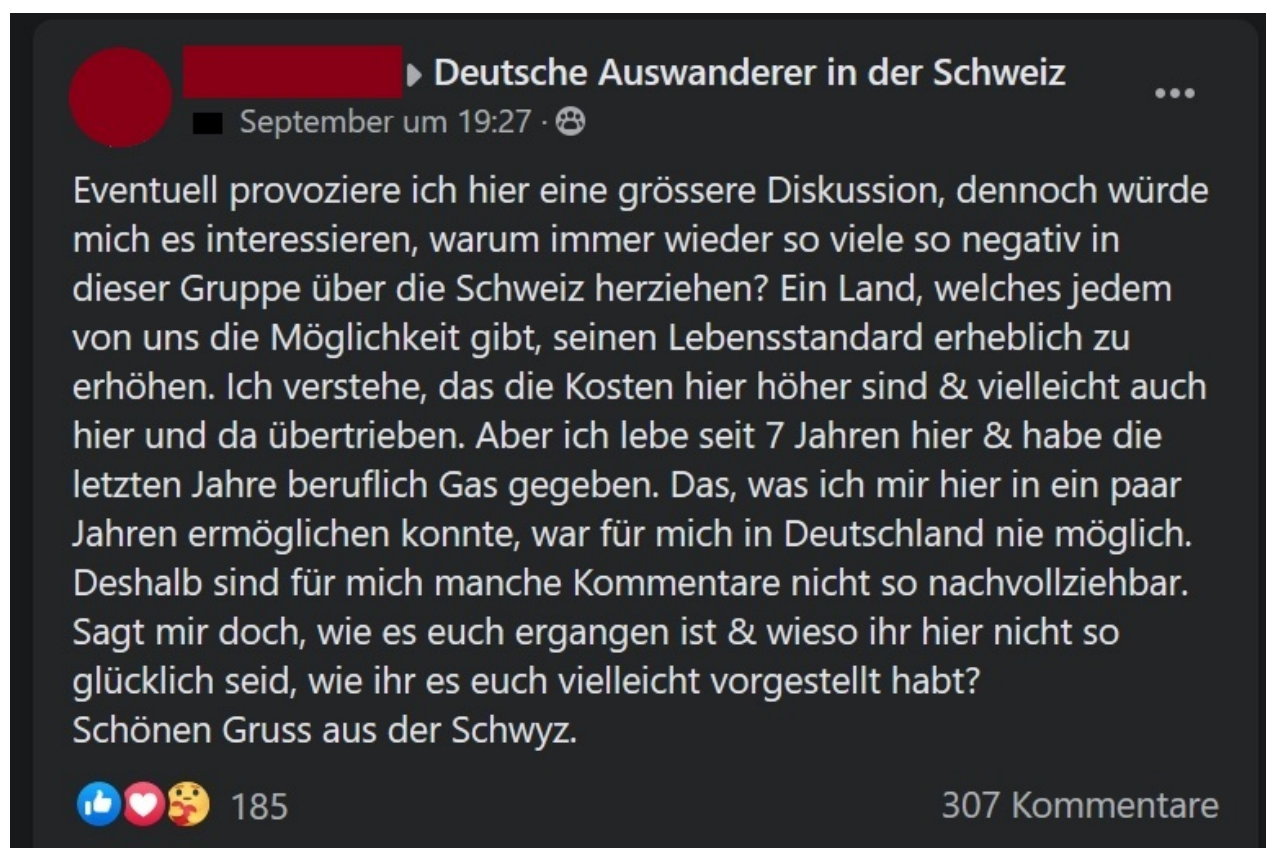 Deutsche Auswanderer in der Schweiz
September um 19:27 ·
Eventuell provoziere ich hier eine grössere Diskussion, dennoch würde
mich es interessieren, warum immer wieder so viele so negativ in
dieser Gruppe über die Schweiz herziehen? Ein Land, welches jedem
von uns die Möglichkeit gibt, seinen Lebensstandard erheblich zu
erhöhen. Ich verstehe, das die Kosten hier höher sind & vielleicht auch
hier und da übertrieben. Aber ich lebe seit 7 Jahren hier & habe die
letzten Jahre beruflich Gas gegeben. Das, was ich mir hier in ein paar
Jahren ermöglichen konnte, war für mich in Deutschland nie möglich.
Deshalb sind für mich manche Kommentare nicht so nachvollziehbar.
Sagt mir doch, wie es euch ergangen ist & wieso ihr hier nicht so
glücklich seid, wie ihr es euch vielleicht vorgestellt habt?
Schönen Gruss aus der Schwyz.
185 307 Kommentare